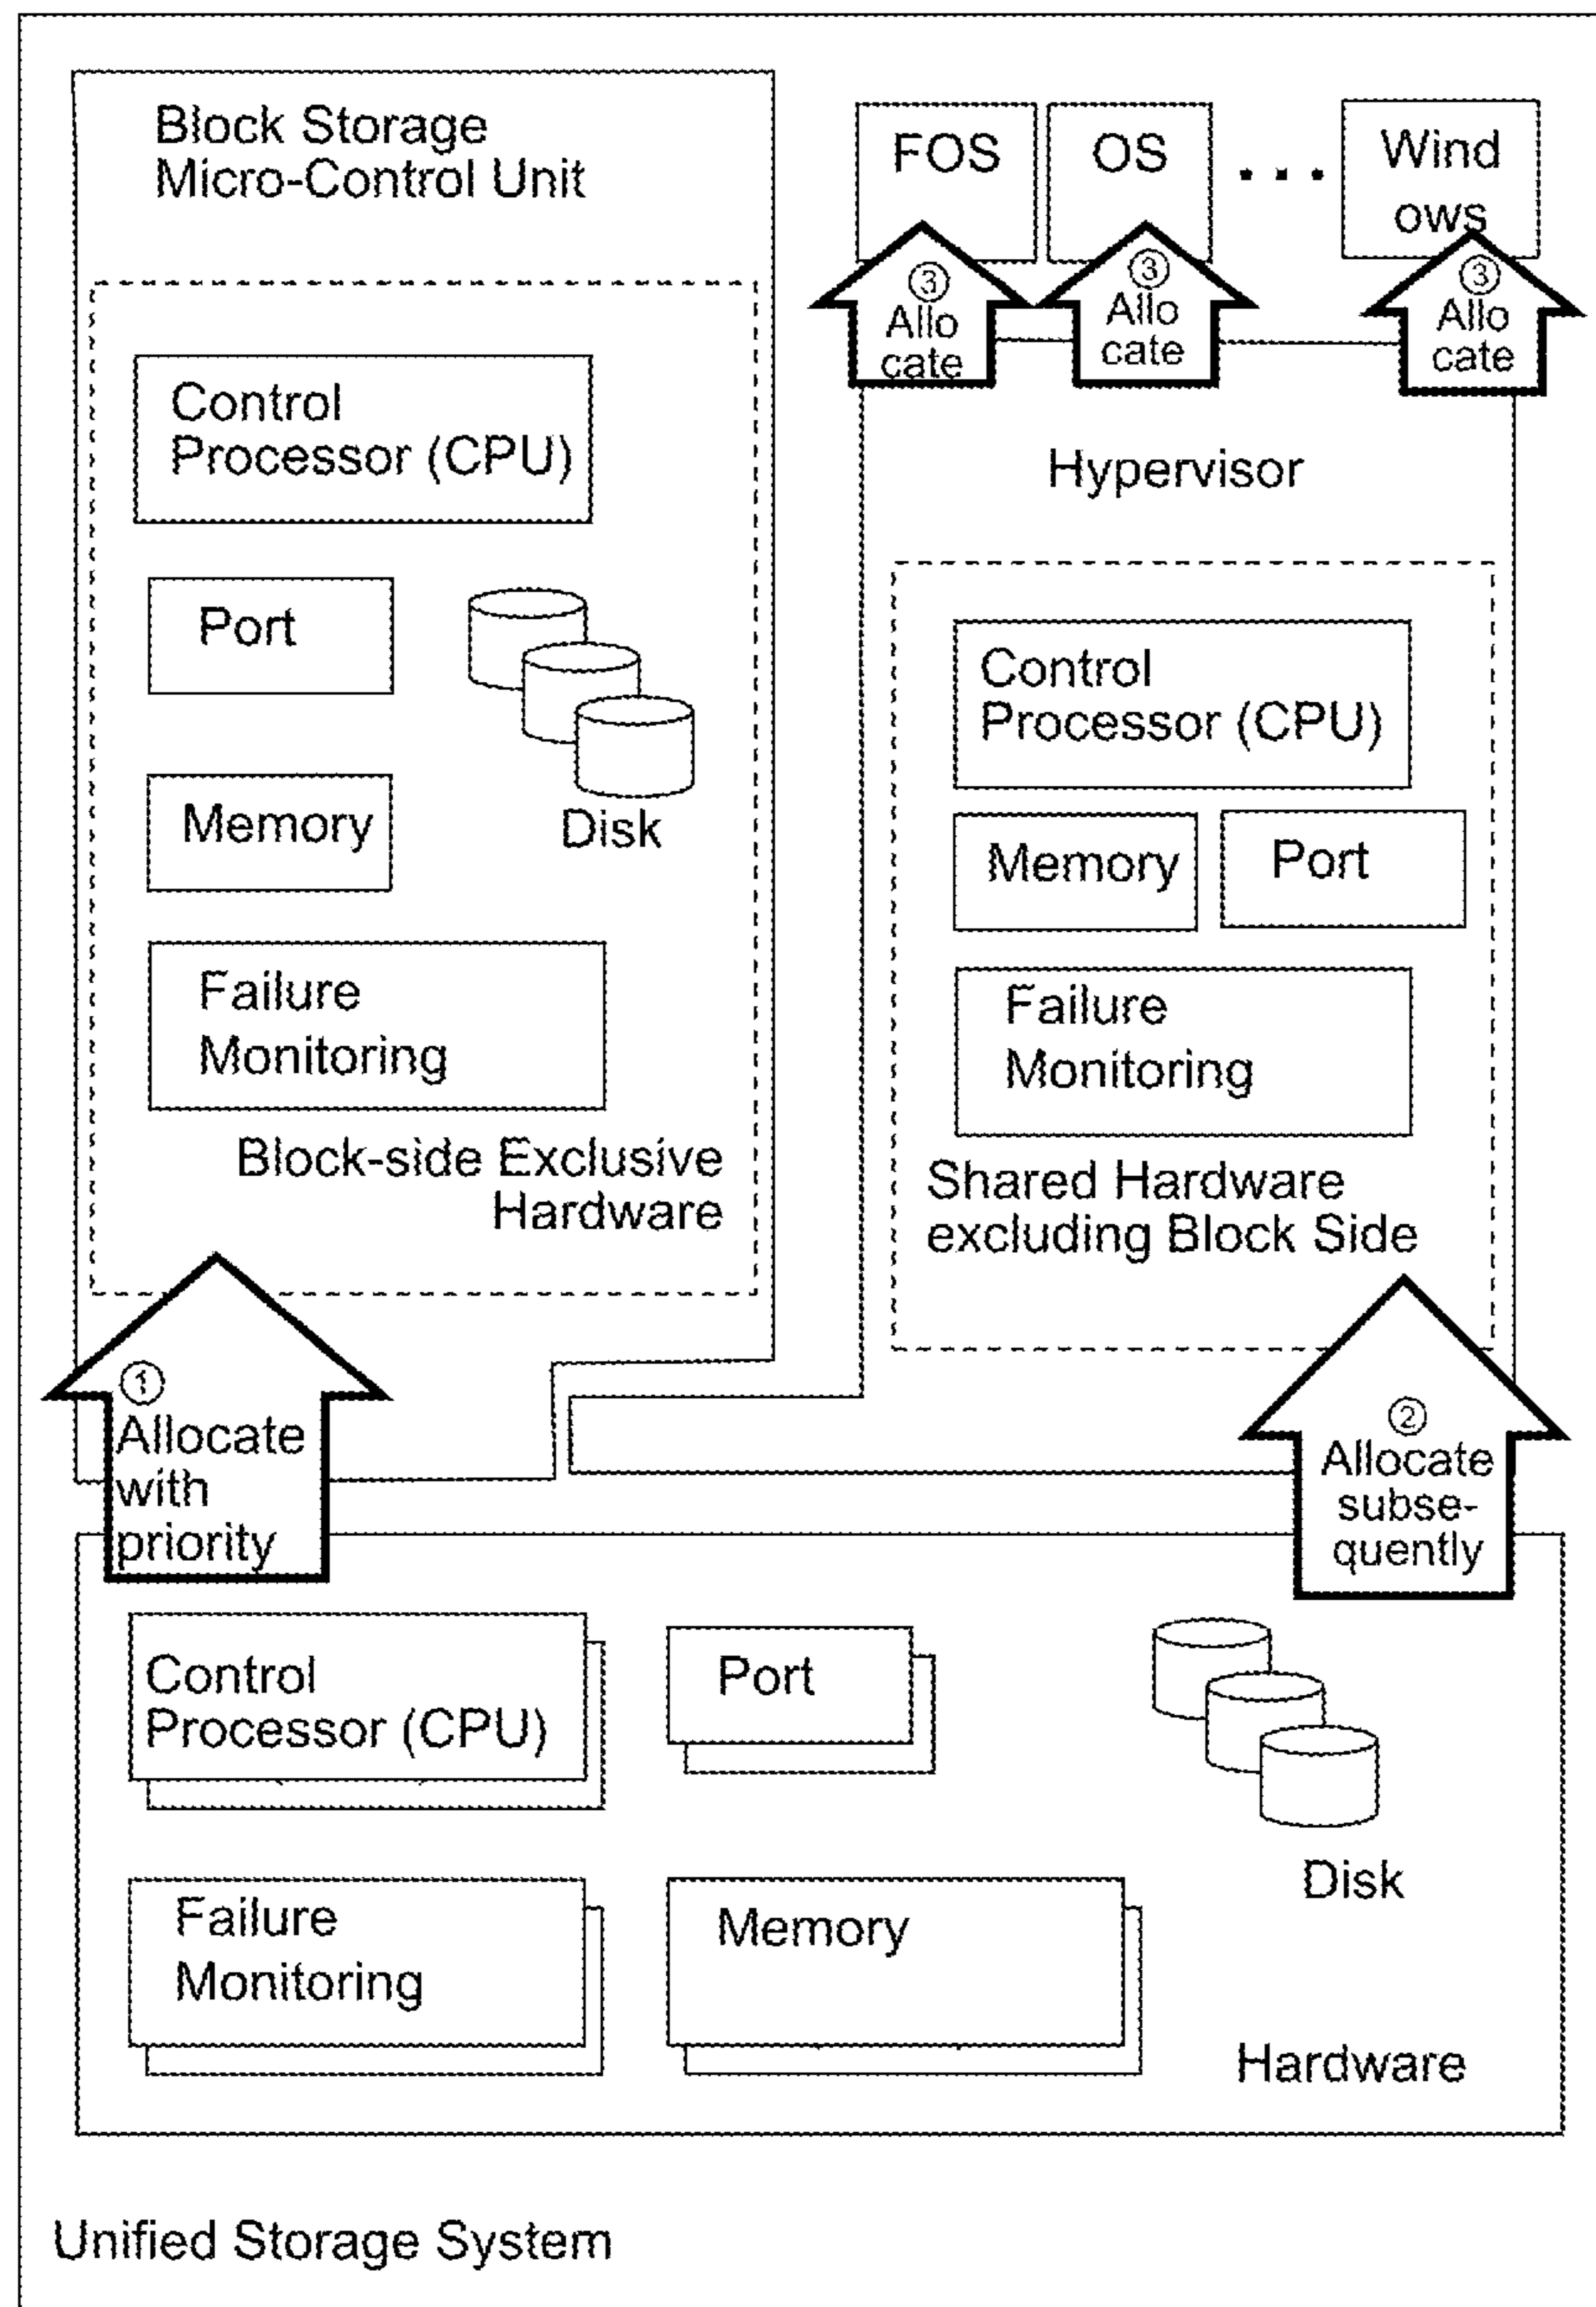 Block Storage
Micro-Control Unit
FOS
OS
...
Wind
ows
③
Allo
cate
③
Allo
cate
③
Allo
cate
Control
Processor (CPU)
Port
Memory
Disk
Failure
Monitoring
Block-side Exclusive
Hardware
Hypervisor
Control
Processor (CPU)
Memory
Port
Failure
Monitoring
Shared Hardware
excluding Block Side
①
Allocate
with
priority
②
Allocate
subse-
quently
Control
Processor (CPU)
Port
Disk
Failure
Monitoring
Memory
Hardware
Unified Storage System